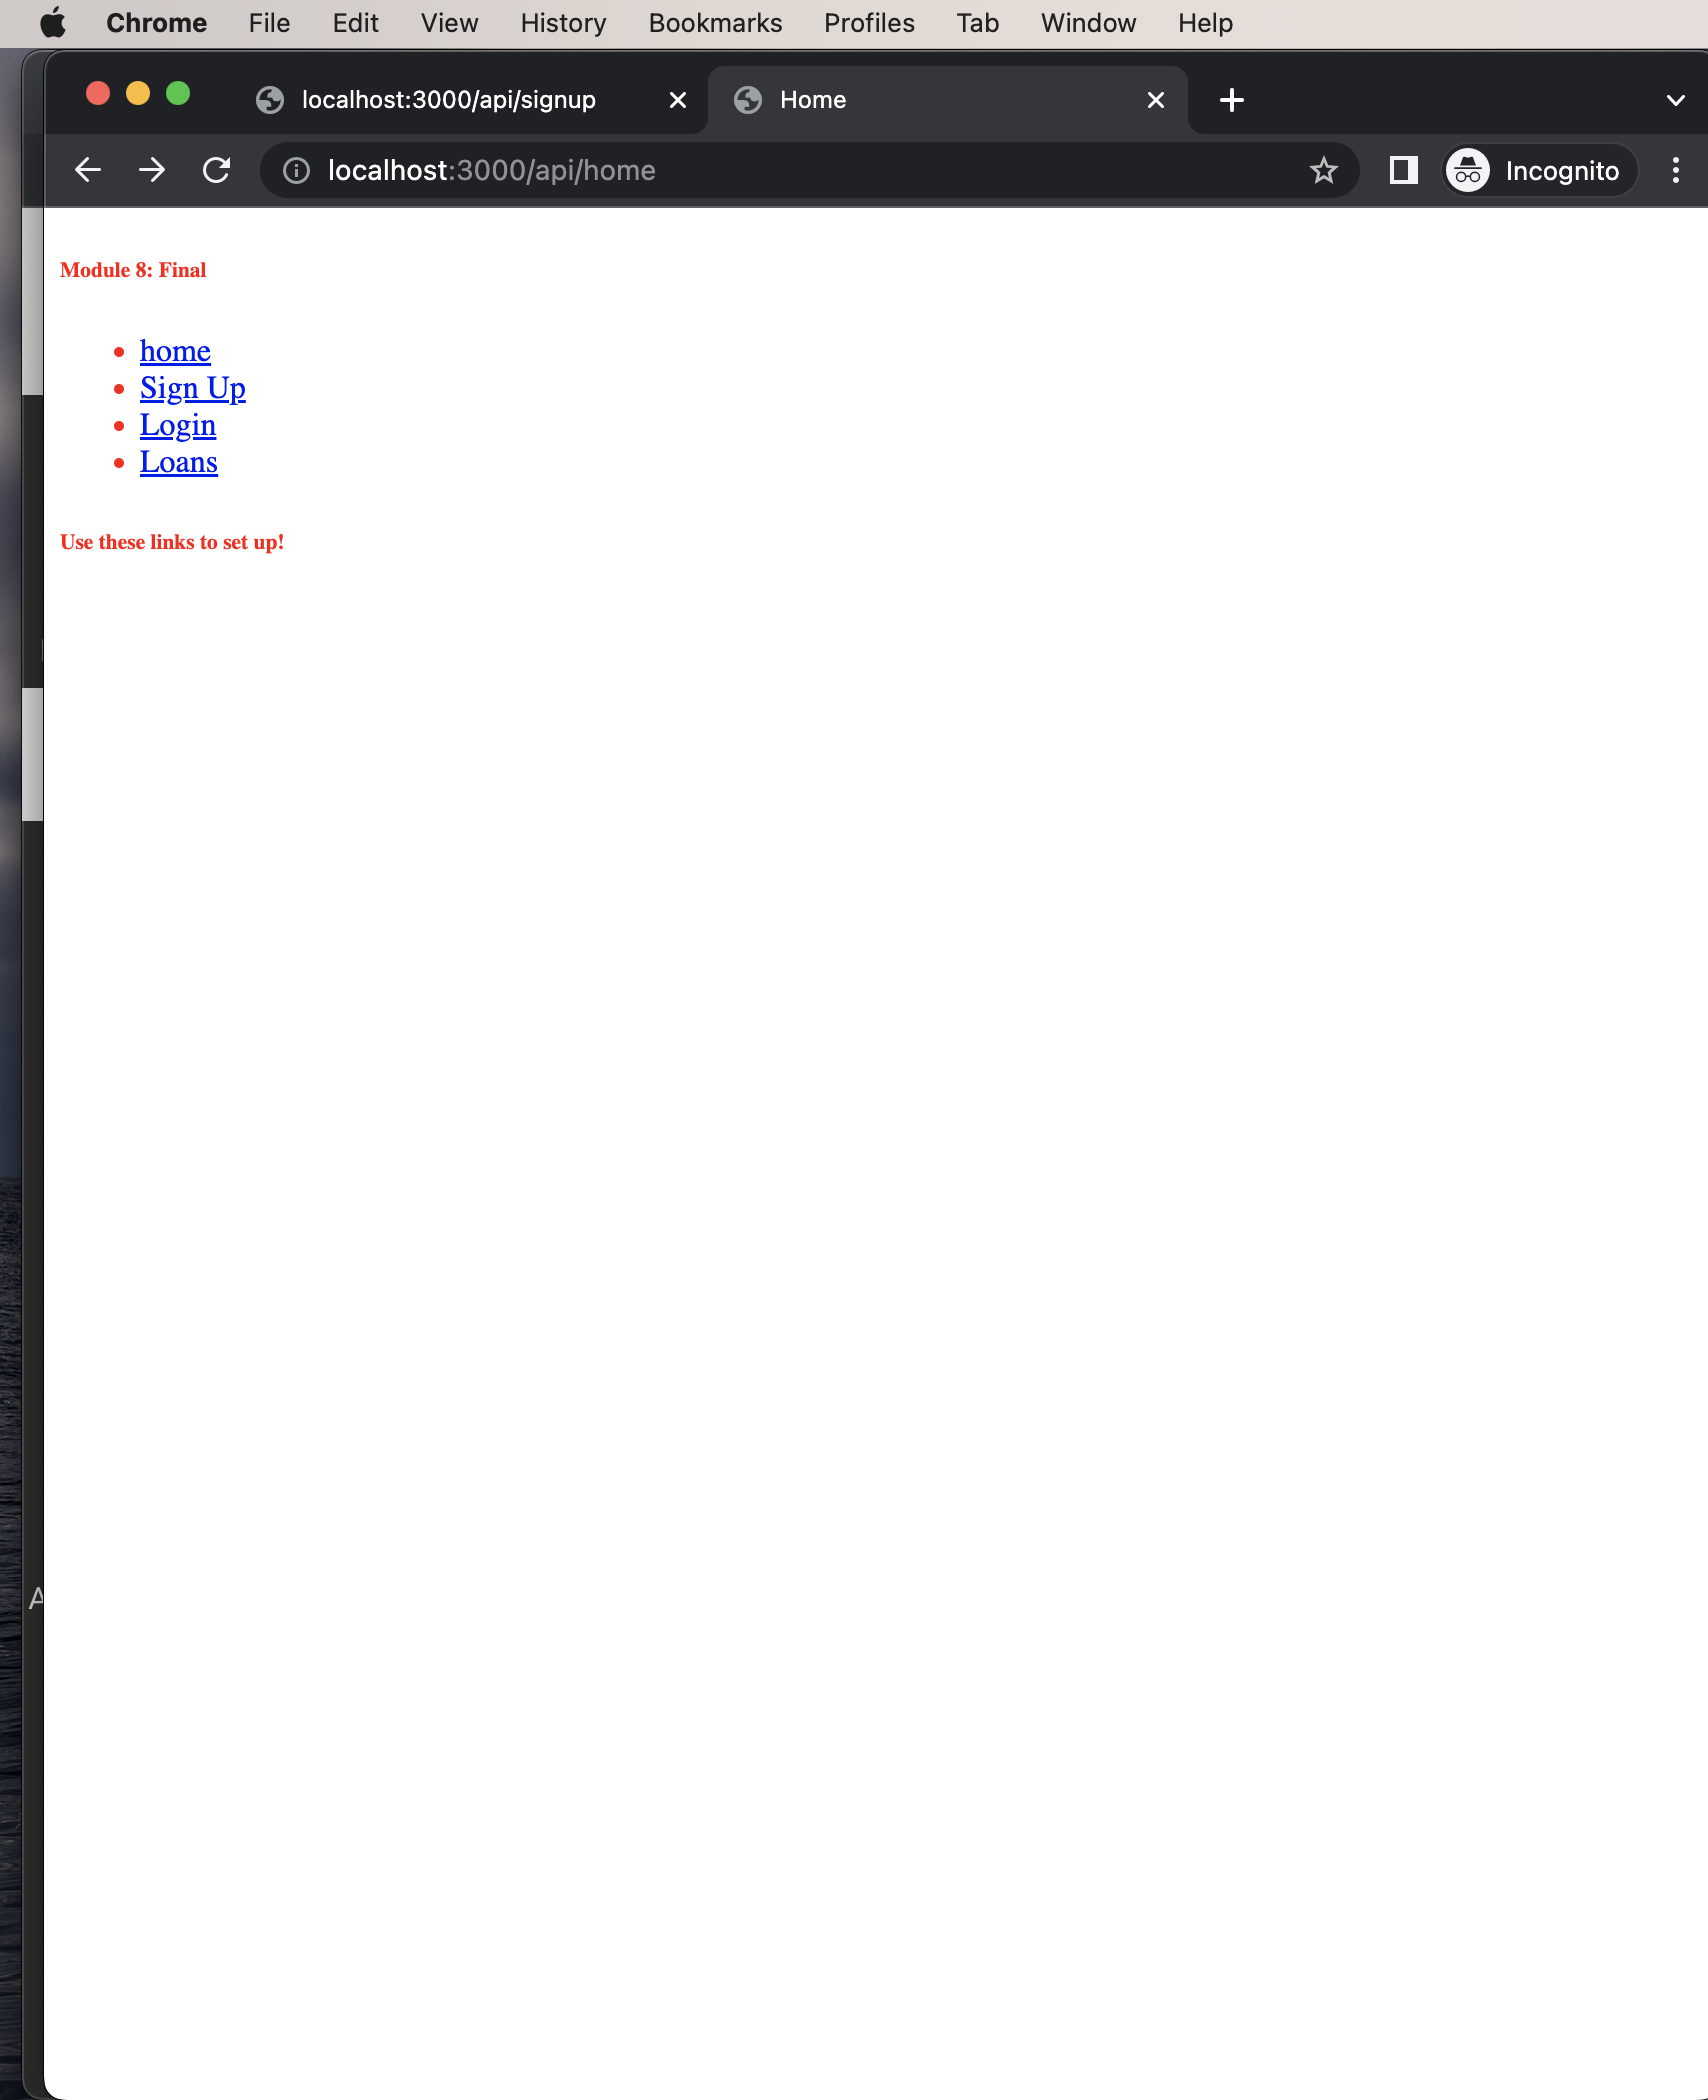 Chrome File Edit View History Bookmarks Profiles Tab Window Help
localhost:3000/api/signup Home
localhost:3000/api/home Incognito
Module 8: Final
home
Sign Up
Login
Loans
Use these links to set up!
A